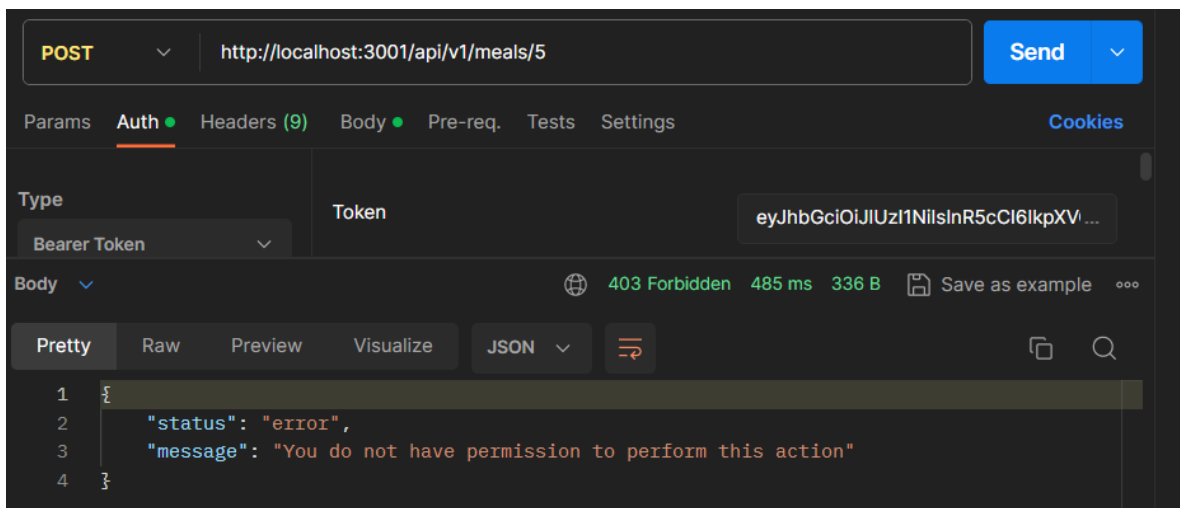 POST http://localhost:3001/api/v1/meals/5 Send
Params Auth Headers (9) Body Pre-req. Tests Settings Cookies
Type
Token eyJhbGciOiJIUzI1NiIsInR5cCI6IkpXV...
Bearer Token
Body 403 Forbidden 485 ms 336 B Save as example
Pretty Raw Preview Visualize JSON
1 {
2 "status": "error",
3 "message": "You do not have permission to perform this action"
4 }